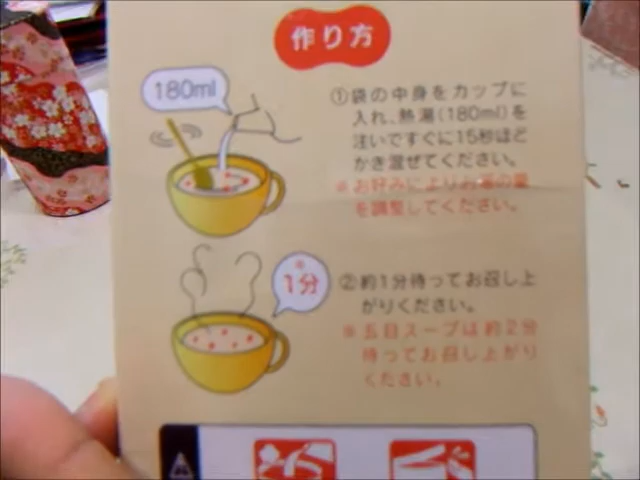 作り方
180ml
①袋の中身をカップに
入れ、熱湯(180ml)を
注いですぐに15秒ほど
かき混ぜてください。
※お好みによりお湯の量
を調整してください。
※
1分
②約1分待ってお召し上
がりください。
※五目スープは約2分
待ってお召し上がり
ください。